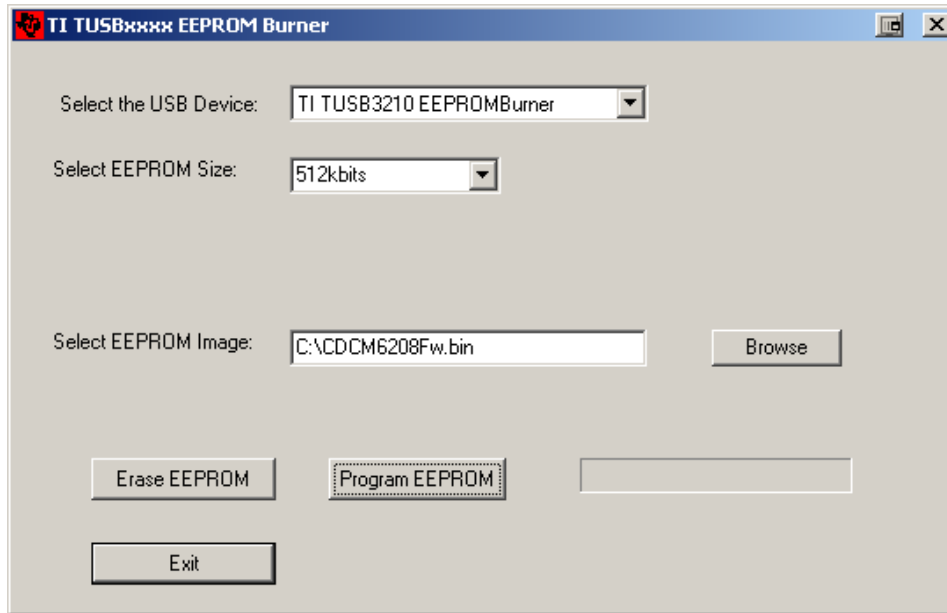 TI TUSBxxxx EEPROM Burner
Select the USB Device: TI TUSB3210 EEPROMBurner
Select EEPROM Size: 512kbits
Select EEPROM Image: C:\CDCM6208Fw.bin Browse
Erase EEPROM Program EEPROM
Exit